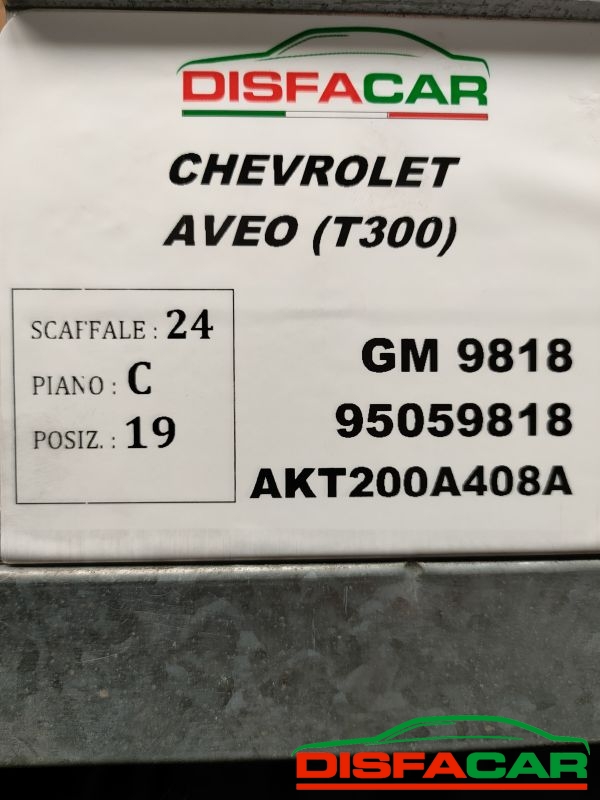 DISFACAR
CHEVROLET
AVEO (T300)
SCAFFALE : 24
PIANO : C
POSIZ. : 19
GM 9818
95059818
AKT200A408A
DISFACAR